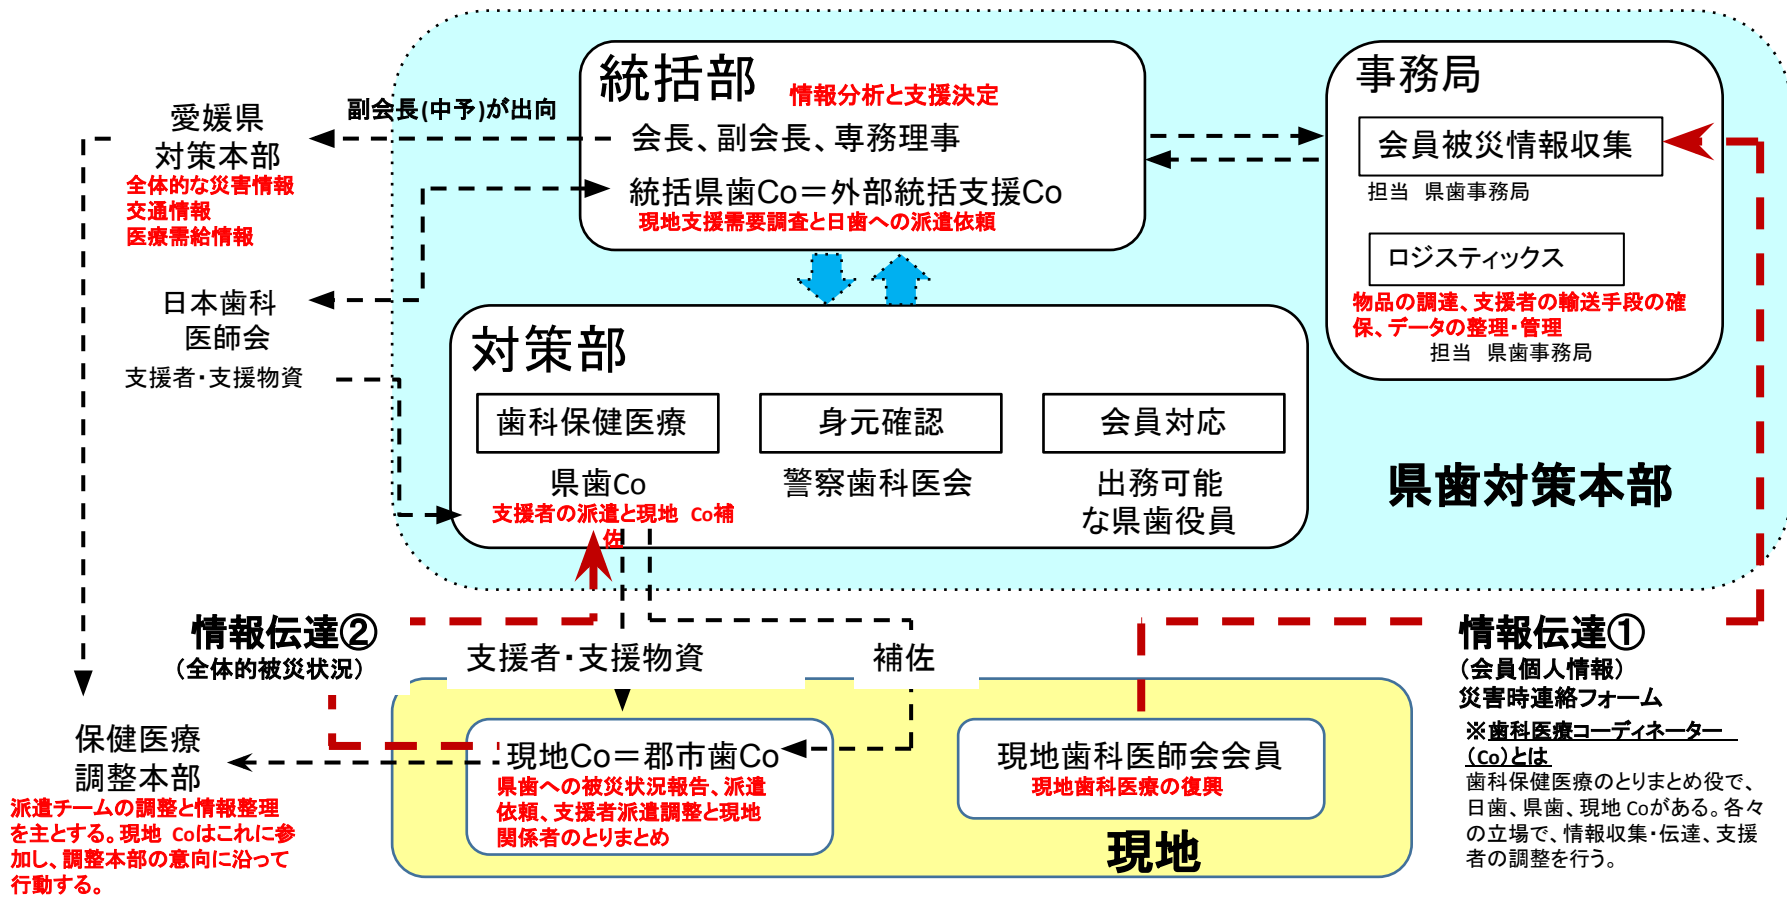 統括部
情報分析と支援決定
会長、副会長、専務理事
統括県歯Co＝外部統括支援Co
現地支援需要調査と日歯への派遣依頼
事務局
会員被災情報収集
担当　県歯事務局
ロジスティックス
物品の調達、支援者の輸送手段の確
保、データの整理・管理
担当　県歯事務局
副会長(中予)が出向
愛媛県
対策本部
全体的な災害情報
交通情報
医療需給情報
日本歯科
医師会
支援者・支援物資
対策部
歯科保健医療
県歯Co
支援者の派遣と現地 Co補
佐
身元確認
警察歯科医会
会員対応
出務可能
な県歯役員
県歯対策本部
情報伝達②
（全体的被災状況）
支援者・支援物資
補佐
情報伝達①
（会員個人情報）
災害時連絡フォーム
※歯科医療コーディネーター
（Co）とは
歯科保健医療のとりまとめ役で、
日歯、県歯、現地 Coがある。各々
の立場で、情報収集・伝達、支援
者の調整を行う。
保健医療
調整本部
派遣チームの調整と情報整理
を主とする。現地 Coはこれに参
加し、調整本部の意向に沿って
行動する。
現地Co＝郡市歯Co
県歯への被災状況報告、派遣
依頼、支援者派遣調整と現地
関係者のとりまとめ
現地歯科医師会会員
現地歯科医療の復興
現地